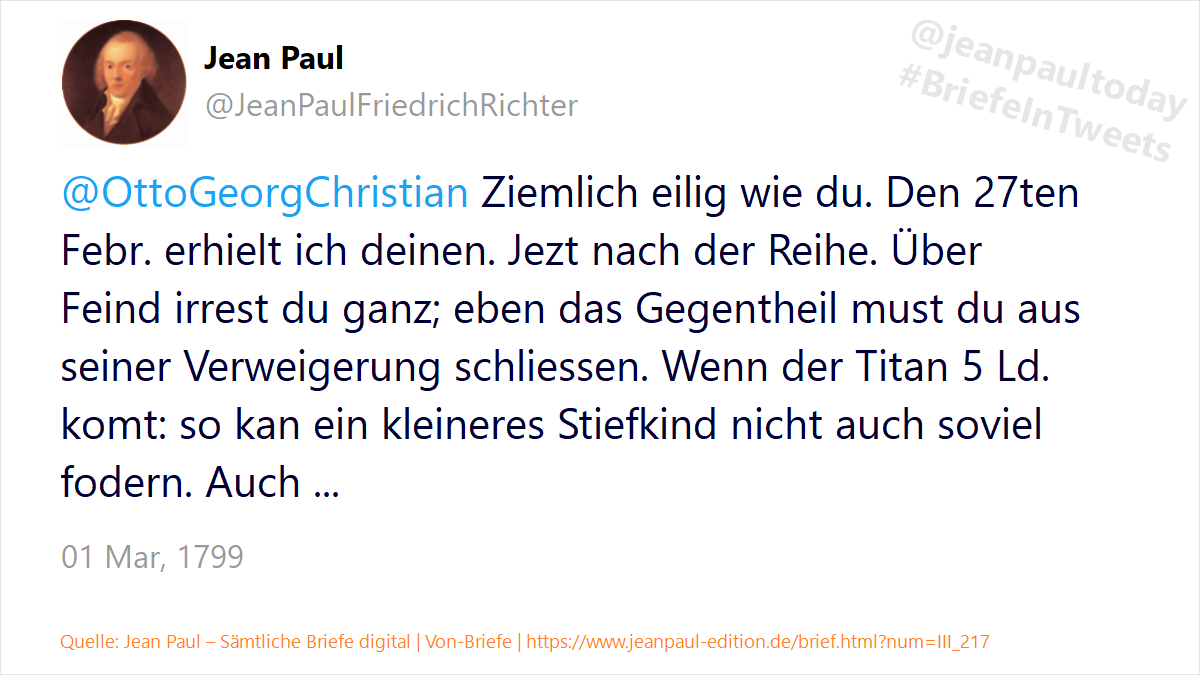 Jean Paul
@JeanPaulFriedrichRichter
@jeanpaultoday
#BriefeInTweets
@OttoGeorgChristian Ziemlich eilig wie du. Den 27ten
Febr. erhielt ich deinen. Jezt nach der Reihe. Über
Feind irrest du ganz; eben das Gegentheil must du aus
seiner Verweigerung schliessen. Wenn der Titan 5 Ld.
komt: so kan ein kleineres Stiefkind nicht auch soviel
fodern. Auch ...
01 Mar, 1799
Quelle: Jean Paul – Sämtliche Briefe digital | Von-Briefe | https://www.jeanpaul-edition.de/brief.html?num=III_217